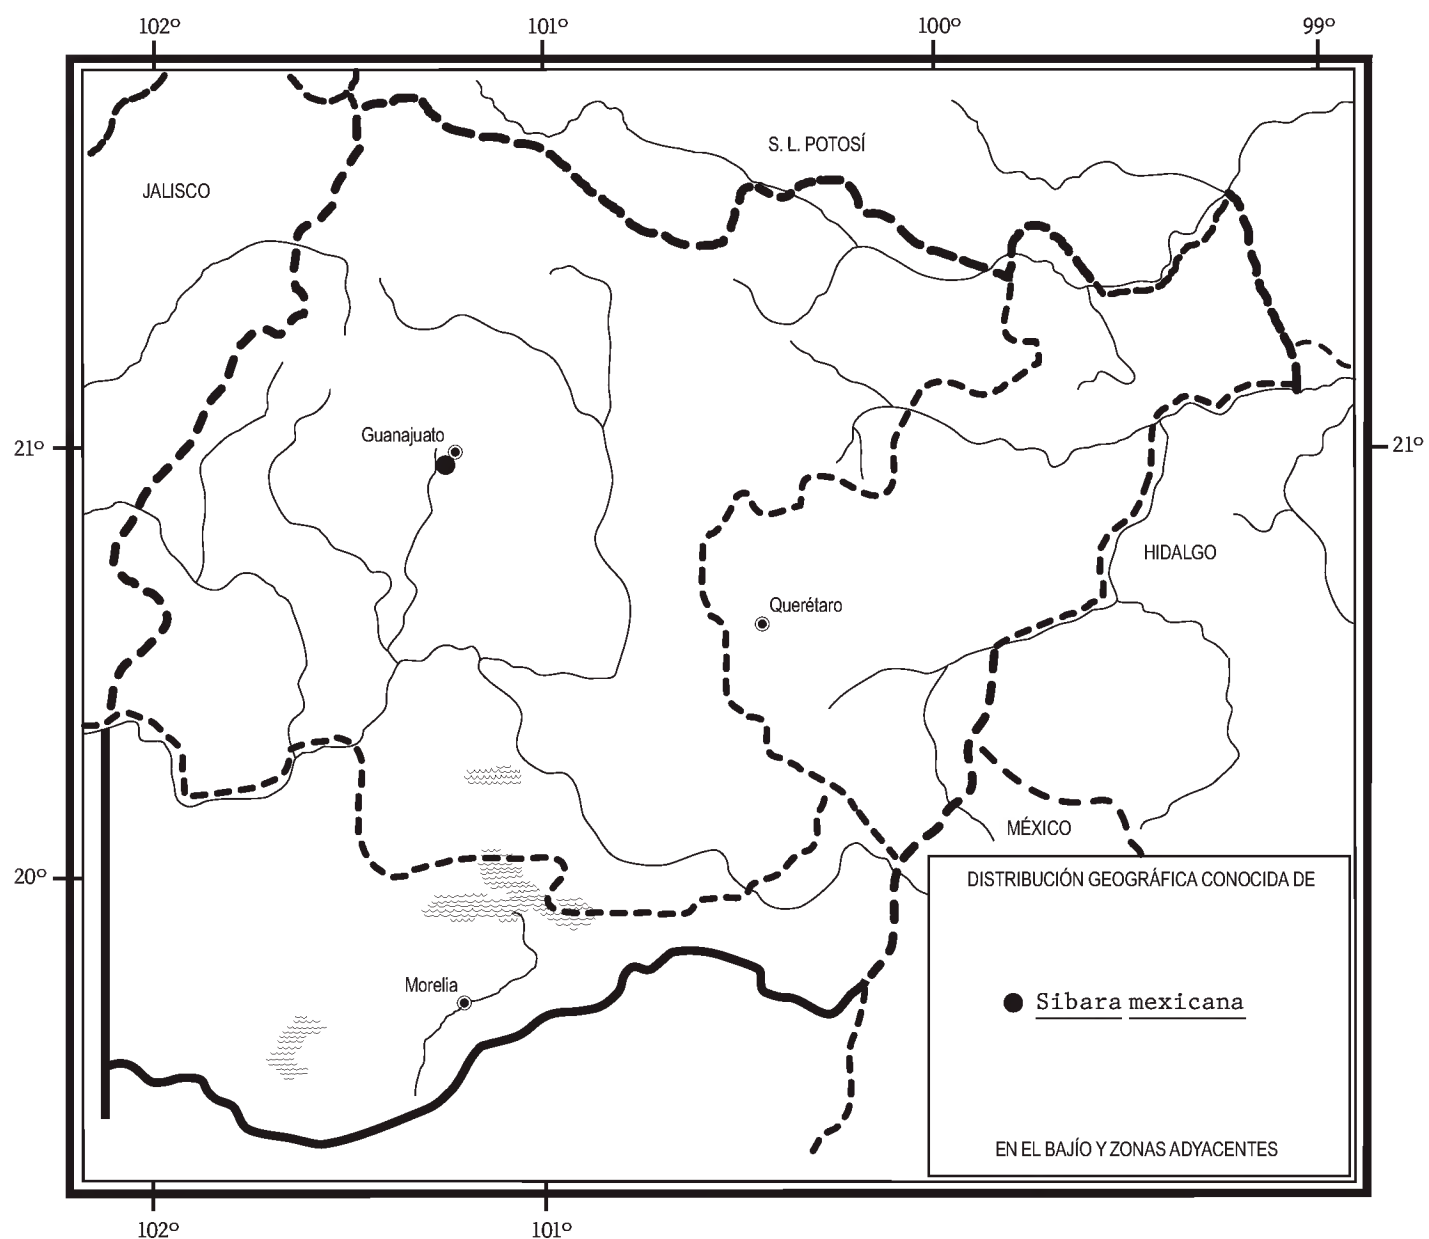 102º 101º 100º 99º
S. L. POTOSÍ
JALISCO
Guanajuato
21º 21º
HIDALGO
Querétaro
MÉXICO
20º
DISTRIBUCIÓN GEOGRÁFICA CONOCIDA DE
Morelia
Sibara mexicana
EN EL BAJÍO Y ZONAS ADYACENTES
102º 101º